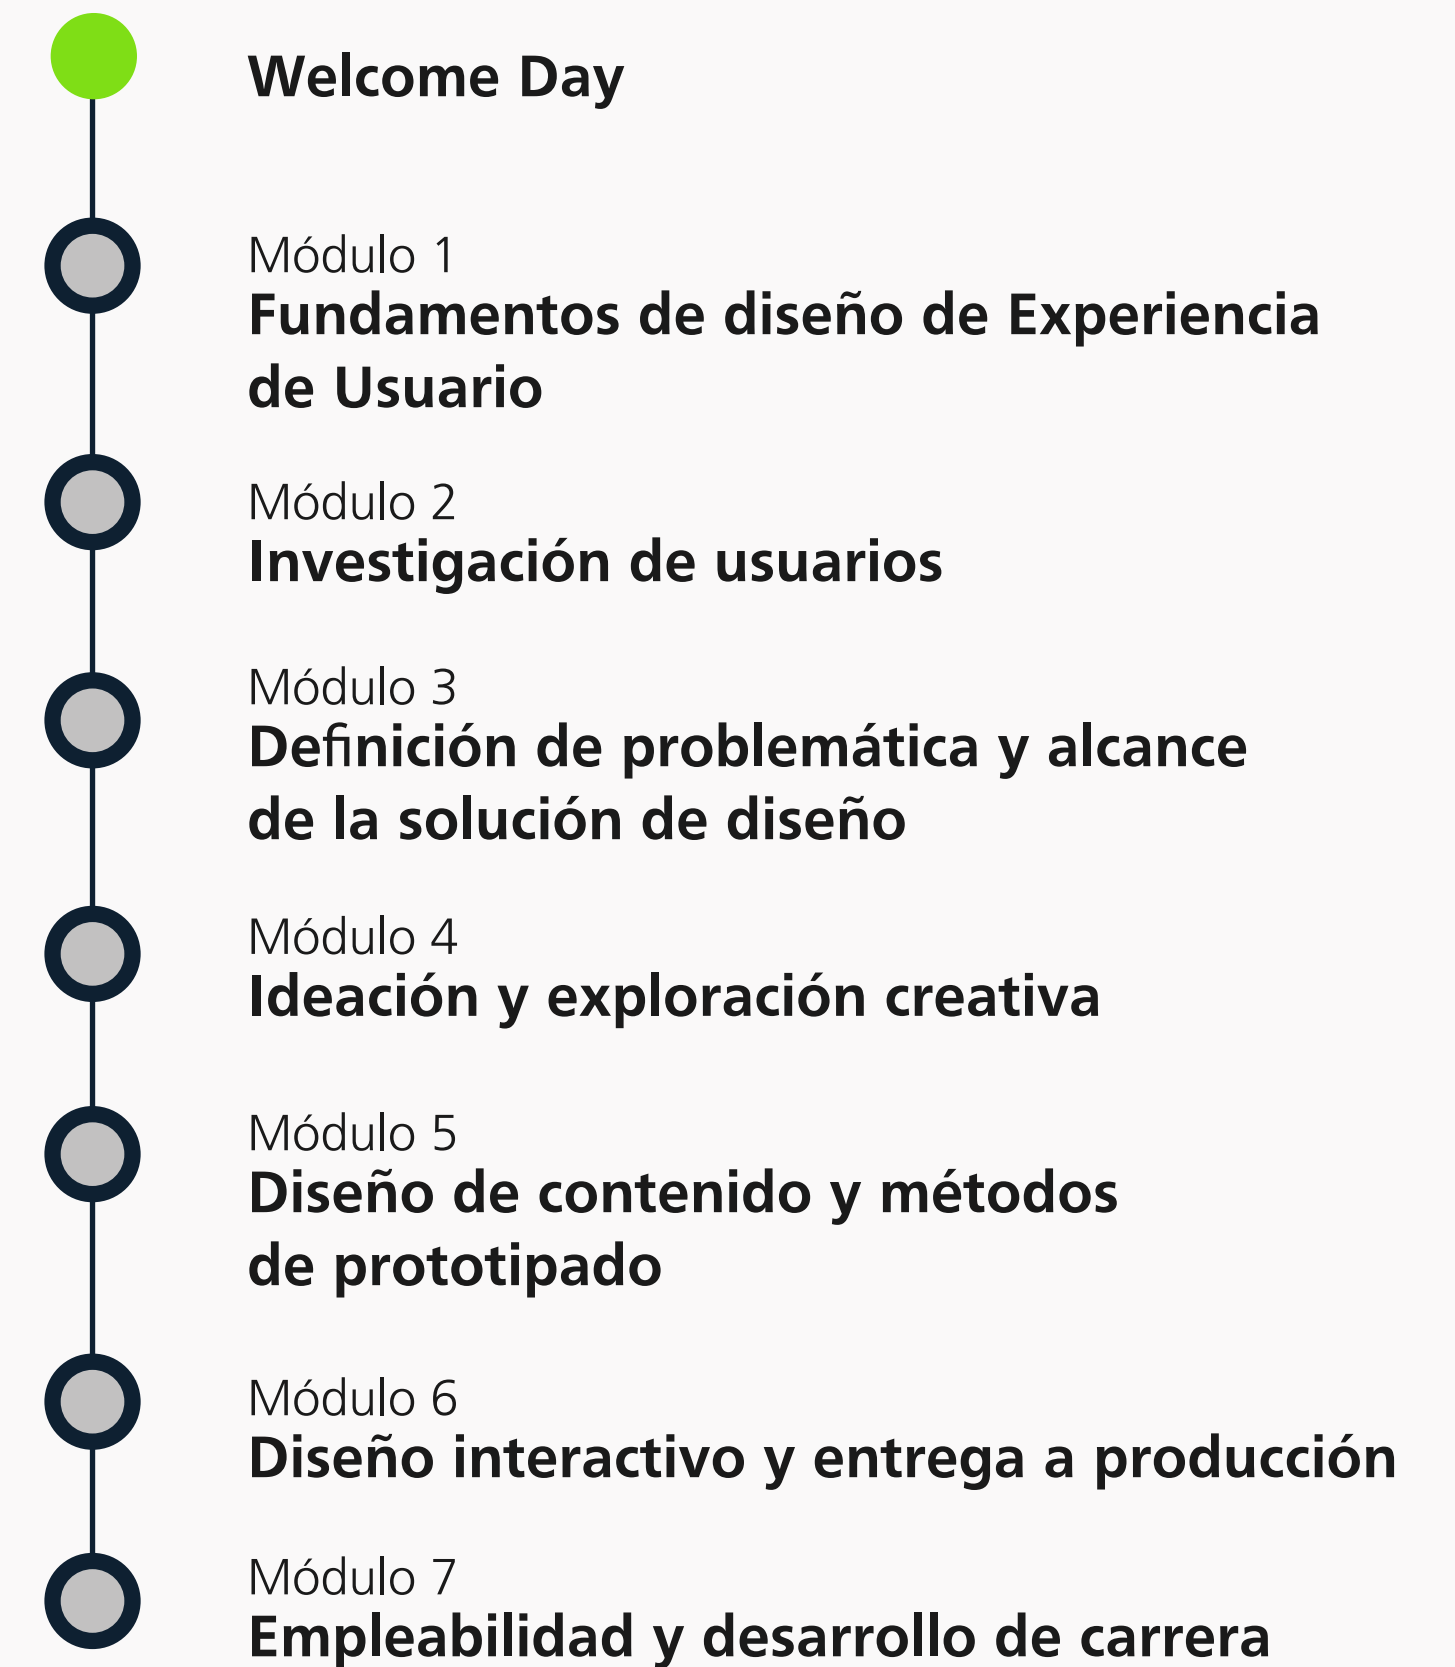 Welcome Day
Módulo 1
Fundamentos de diseño de Experiencia
de Usuario
Módulo 2
Investigación de usuarios
Módulo 3
Definición de problemática y alcance
de la solución de diseño
Módulo 4
Ideación y exploración creativa
Módulo 5
Diseño de contenido y métodos
de prototipado
Módulo 6
Diseño interactivo y entrega a producción
Módulo 7
Empleabilidad y desarrollo de carrera